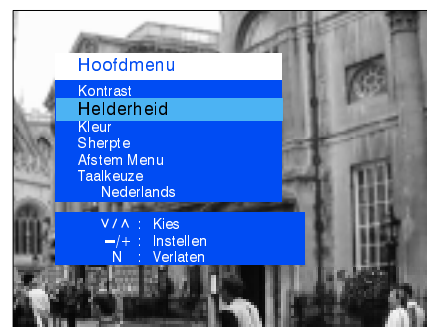 Hoofdmenu
Kontrast
Helderheid
Kleur
Sherpte
Afstem Menu
Taalkeuze
Nederlands
∨/∧ : Kies
−/+ : Instellen
N : Verlaten